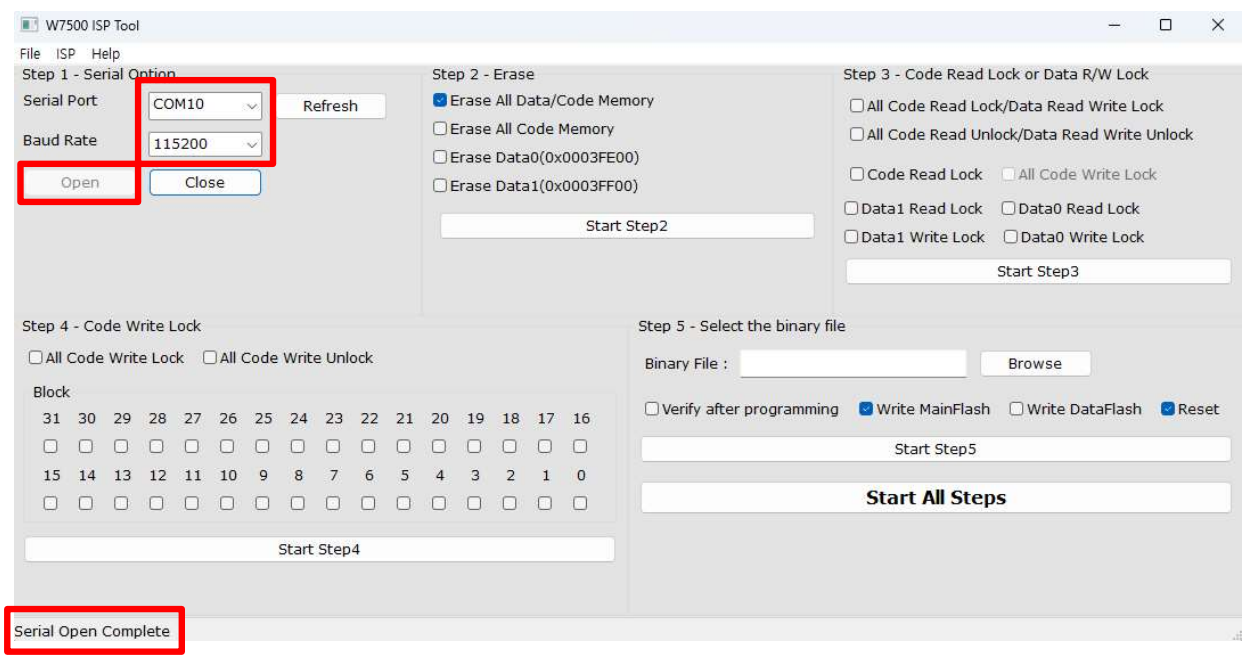 W7500 ISP Tool
File ISP Help
Step 1 - Serial Option
Serial Port COM10 Refresh
Baud Rate 115200
Open Close
Step 2 - Erase
Erase All Data/Code Memory
Erase All Code Memory
Erase Data0(0x0003FE00)
Erase Data1(0x0003FF00)
Start Step2
Step 3 - Code Read Lock or Data R/W Lock
All Code Read Lock/Data Read Write Lock
All Code Read Unlock/Data Read Write Unlock
Code Read Lock All Code Write Lock
Data1 Read Lock Data0 Read Lock
Data1 Write Lock Data0 Write Lock
Start Step3
Step 4 - Code Write Lock
All Code Write Lock All Code Write Unlock
Block
31 30 29 28 27 26 25 24 23 22 21 20 19 18 17 16
15 14 13 12 11 10 9 8 7 6 5 4 3 2 1 0
Start Step4
Step 5 - Select the binary file
Binary File : Browse
Verify after programming Write MainFlash Write DataFlash Reset
Start Step5
Start All Steps
Serial Open Complete